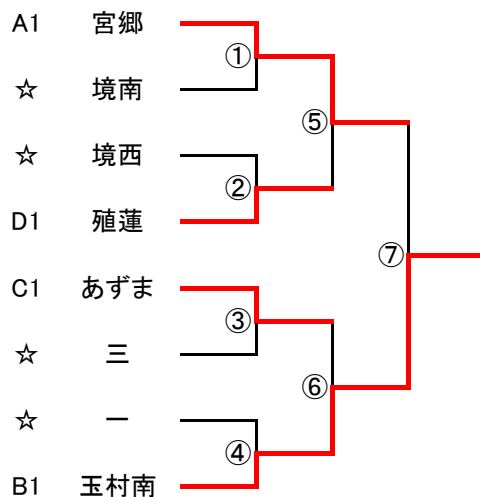 A1 宮郷
①
☆ 境南
⑤
☆ 境西
②
D1 殖蓮
⑦
C1 あずま
③
☆ 三
⑥
☆ 一
④
B1 玉村南